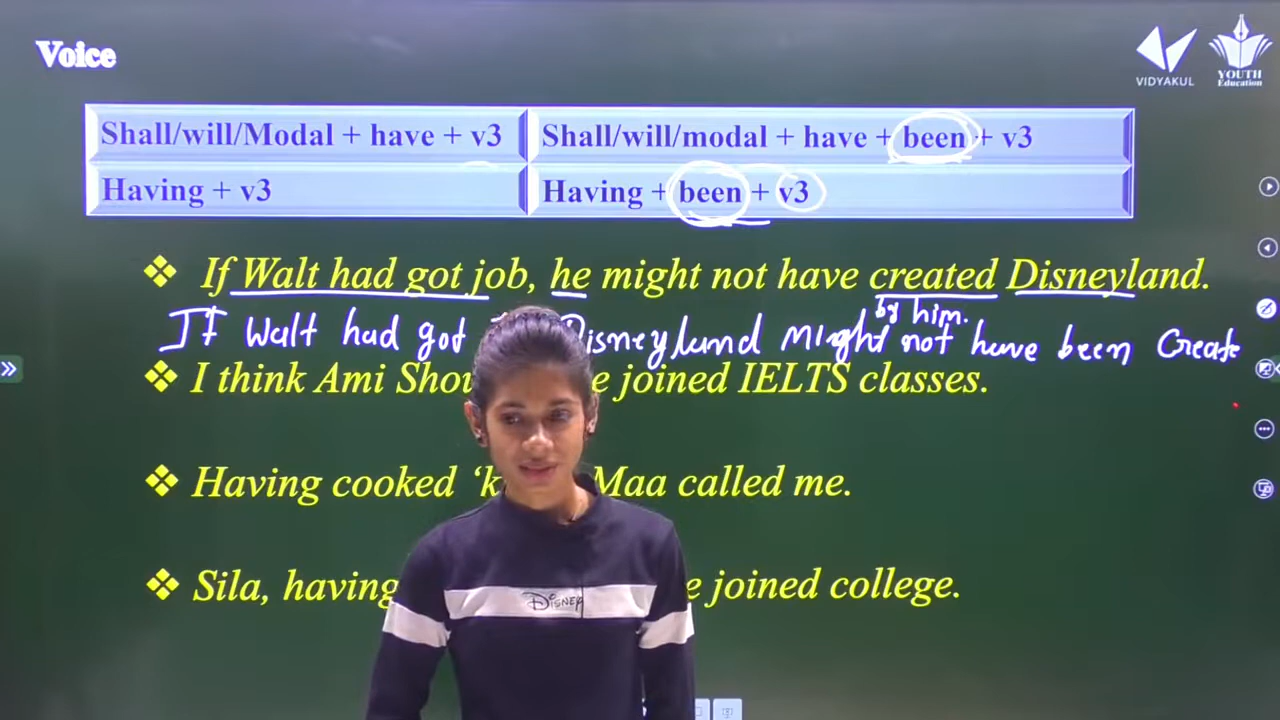 Voice
VIDYAKUL
YOUTH
Education
Shall/will/Modal + have + v3
Shall/will/modal + have + been + v3
Having + v3
Having + been + v3
If Walt had got job, he might not have created Disneyland.
by him.
If Walt had got Disneyland Might not have been Create
I think Ami joined IELTS classes.
Having cooked Maa called me.
Sila, having joined college.
DISNEY